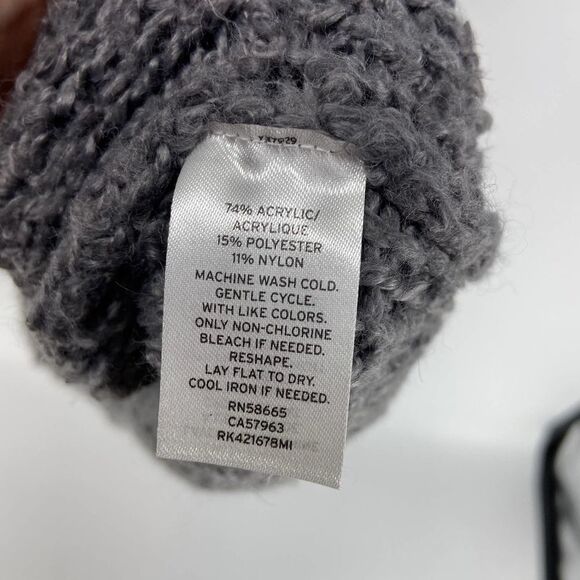 74% ACRYLIC/
ACRYLIQUE
15% POLYESTER
11% NYLON
MACHINE WASH COLD.
GENTLE CYCLE.
WITH LIKE COLORS.
ONLY NON-CHLORINE
BLEACH IF NEEDED.
RESHAPE.
LAY FLAT TO DRY.
COOL IRON IF NEEDED.
RN58665
CA57963
RK421678MI